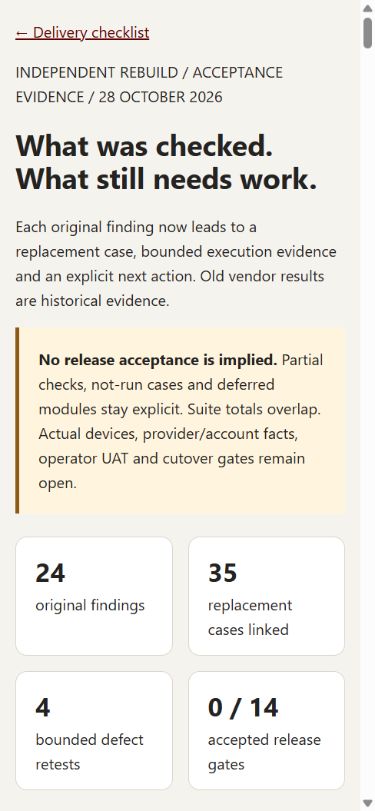 ← Delivery checklist
INDEPENDENT REBUILD / ACCEPTANCE
EVIDENCE / 28 OCTOBER 2026
What was checked.
What still needs work.
Each original finding now leads to a
replacement case, bounded execution evidence
and an explicit next action. Old vendor results
are historical evidence.
No release acceptance is implied. Partial
checks, not-run cases and deferred
modules stay explicit. Suite totals overlap.
Actual devices, provider/account facts,
operator UAT and cutover gates remain
open.
24
original findings
35
replacement
cases linked
4
bounded defect
retests
0 / 14
accepted release
gates